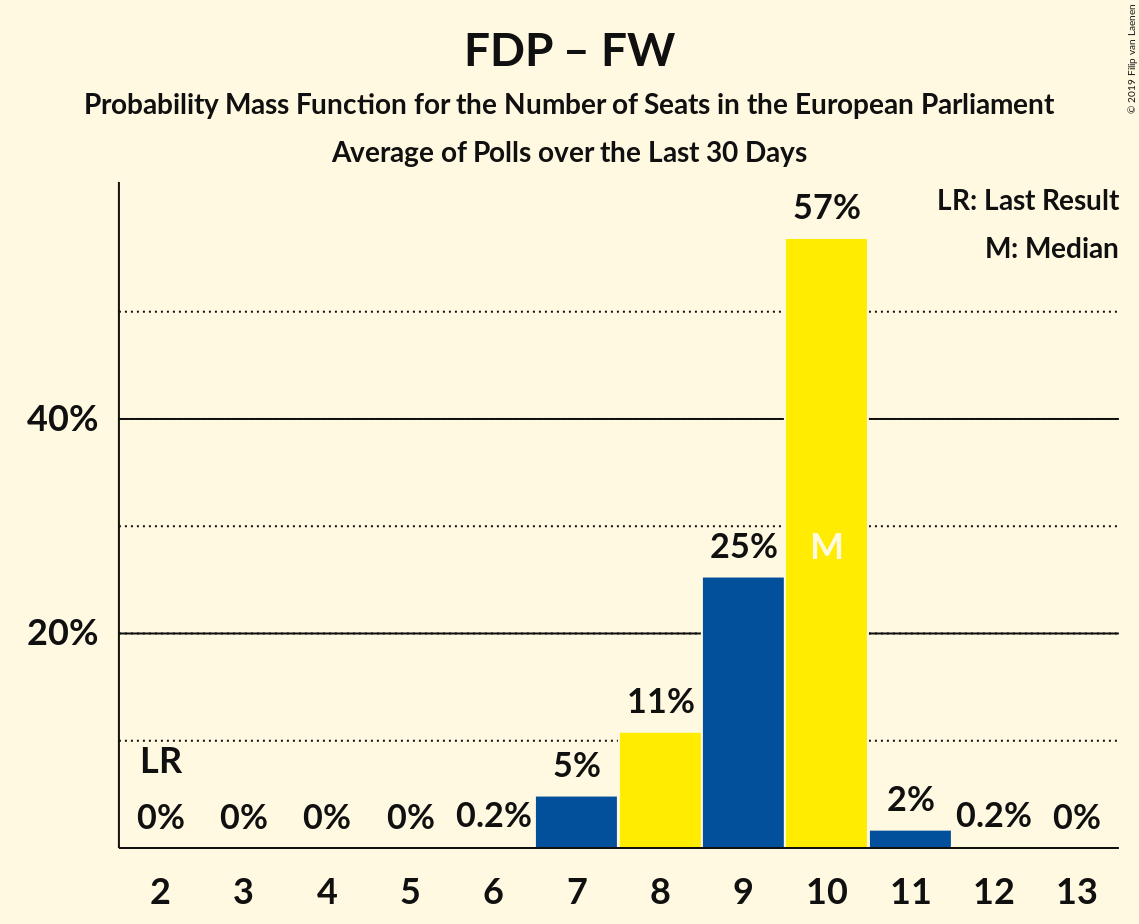 FDP – FW
Probability Mass Function for the Number of Seats in the European Parliament
Average of Polls over the Last 30 Days
© 2019 Filip van Laenen
LR: Last Result
M: Median
57%
40%
25%
M
20%
11%
LR
5%
0%
0%
0%
0%
0.2%
2%
0.2%
0%
2 3 4 5 6 7 8 9 10 11 12 13